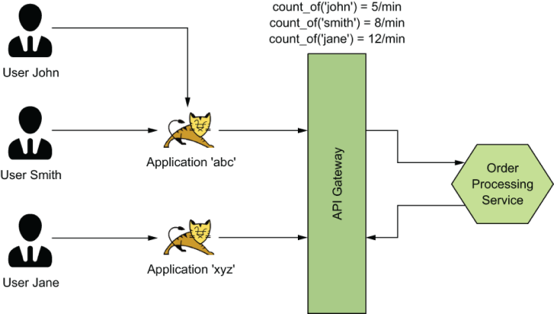 count_of('john') = 5/min
count_of('smith') = 8/min
count_of('jane') = 12/min
User John
User Smith
Application 'abc'
API Gateway
Order
Processing
Service
User Jane
Application 'xyz'